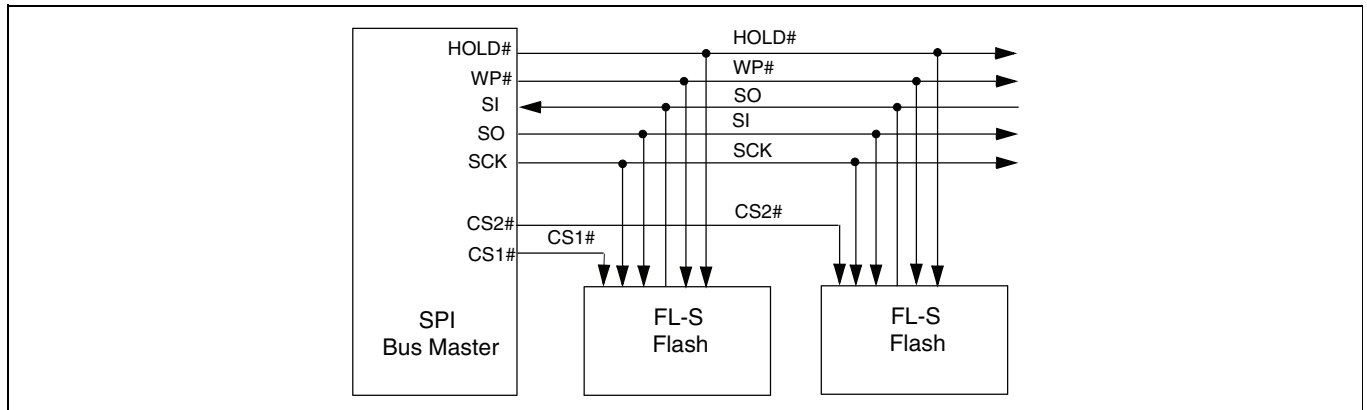 HOLD#
HOLD#
WP#
WP#
SI
SO
SO
SI
SCK
SCK
CS2#
CS2#
CS1#
CS1#
SPI
Bus Master
FL-S
Flash
FL-S
Flash